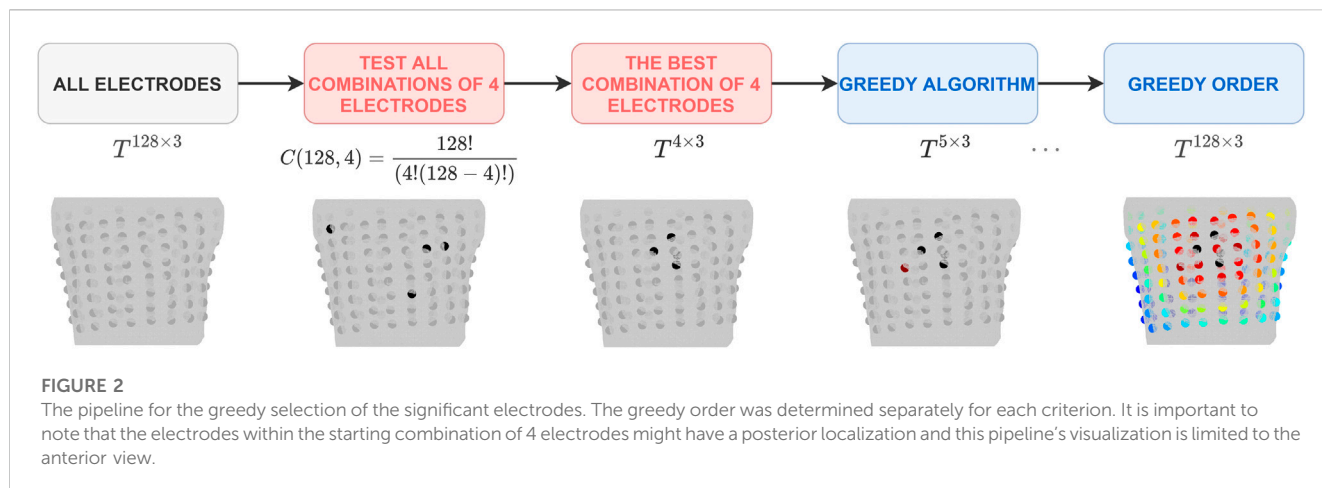 ALL ELECTRODES
TEST ALL
COMBINATIONS OF 4
ELECTRODES
THE BEST
COMBINATION OF 4
ELECTRODES
GREEDY ALGORITHM
GREEDY ORDER
T^{128×3}
C(128, 4) = \frac{128!}{(4!(128 − 4)!)}
T^{4×3}
T^{5×3}
...
T^{128×3}
FIGURE 2
The pipeline for the greedy selection of the significant electrodes. The greedy order was determined separately for each criterion. It is important to
note that the electrodes within the starting combination of 4 electrodes might have a posterior localization and this pipeline’s visualization is limited to the
anterior view.